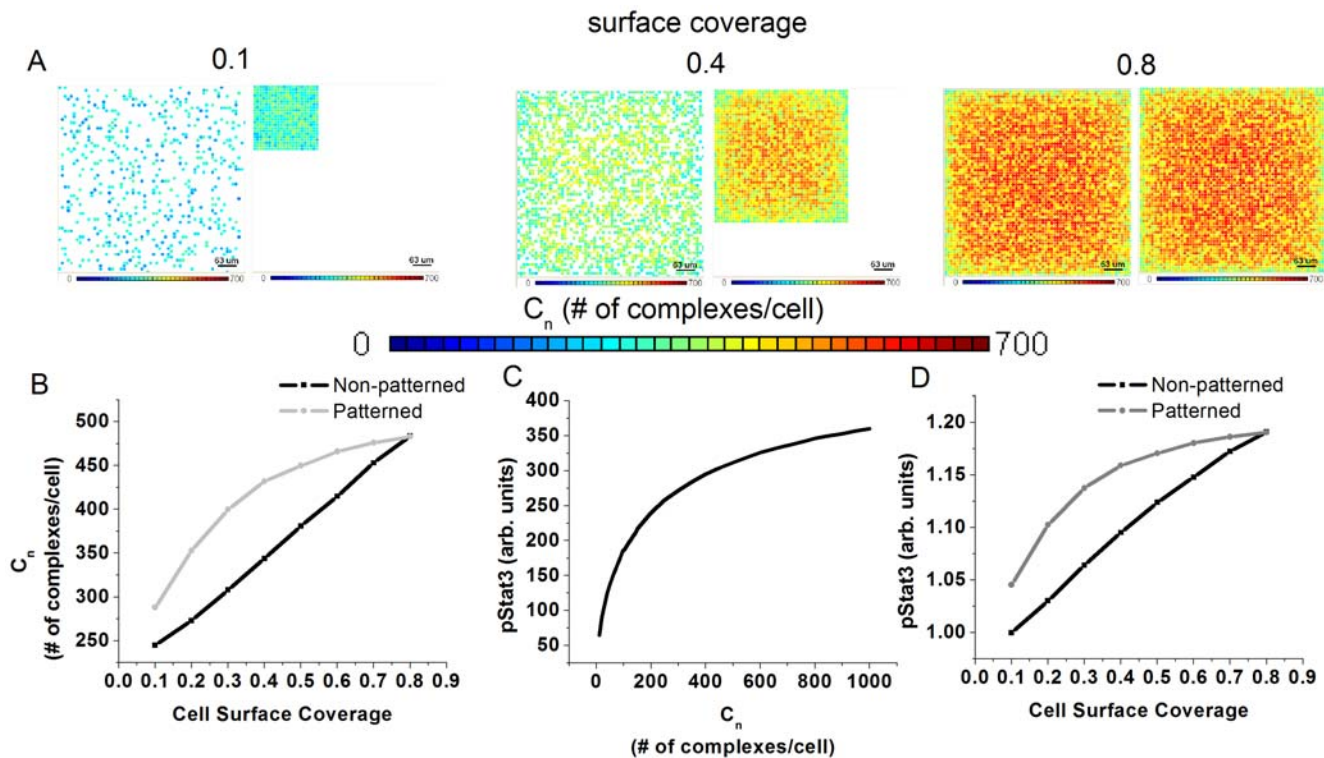 surface coverage
A
0.1
0.4
0.8
63 um
63 um
63 um
63 um
63 um
63 um
0 700
0 700
0 700
0 700
0 700
0 700
Cn (# of complexes/cell)
0 700
B
Non-patterned
Patterned
500
450
400
350
300
250
Cn
(# of complexes/cell)
0.0 0.1 0.2 0.3 0.4 0.5 0.6 0.7 0.8 0.9
Cell Surface Coverage
C
400
350
300
250
200
150
100
50
pStat3 (arb. units)
0 200 400 600 800 1000
Cn
(# of complexes/cell)
D
Non-patterned
Patterned
1.20
1.15
1.10
1.05
1.00
pStat3 (arb. units)
0.0 0.1 0.2 0.3 0.4 0.5 0.6 0.7 0.8 0.9
Cell Surface Coverage